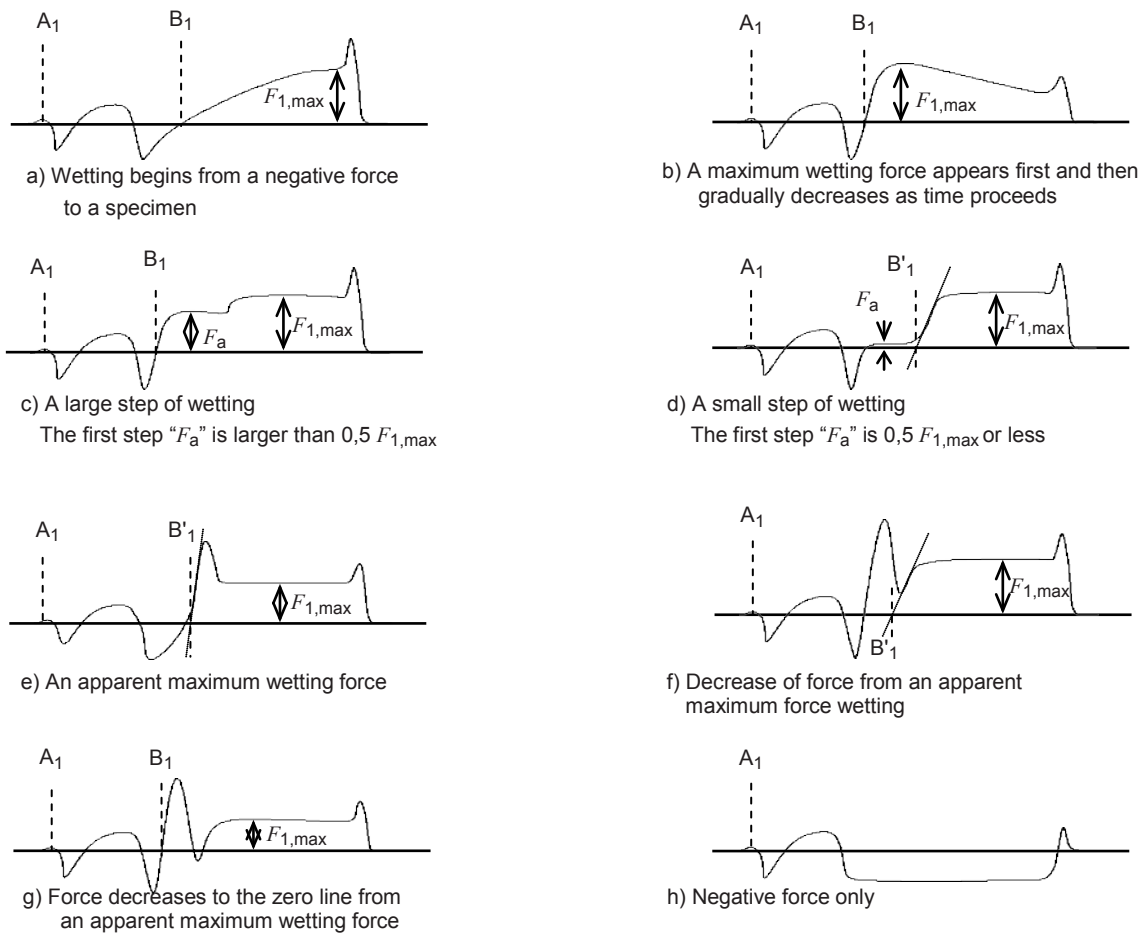 A1
B1
F1,max
a) Wetting begins from a negative force
to a specimen
A1
B1
F1,max
b) A maximum wetting force appears first and then
gradually decreases as time proceeds
A1
B1
Fa
F1,max
c) A large step of wetting
The first step “Fa” is larger than 0,5 F1,max
A1
B'1
Fa
F1,max
d) A small step of wetting
The first step “Fa” is 0,5 F1,max or less
A1
B'1
F1,max
e) An apparent maximum wetting force
A1
F1,max
B'1
f) Decrease of force from an apparent
maximum force wetting
A1
B1
F1,max
g) Force decreases to the zero line from
an apparent maximum wetting force
A1
h) Negative force only